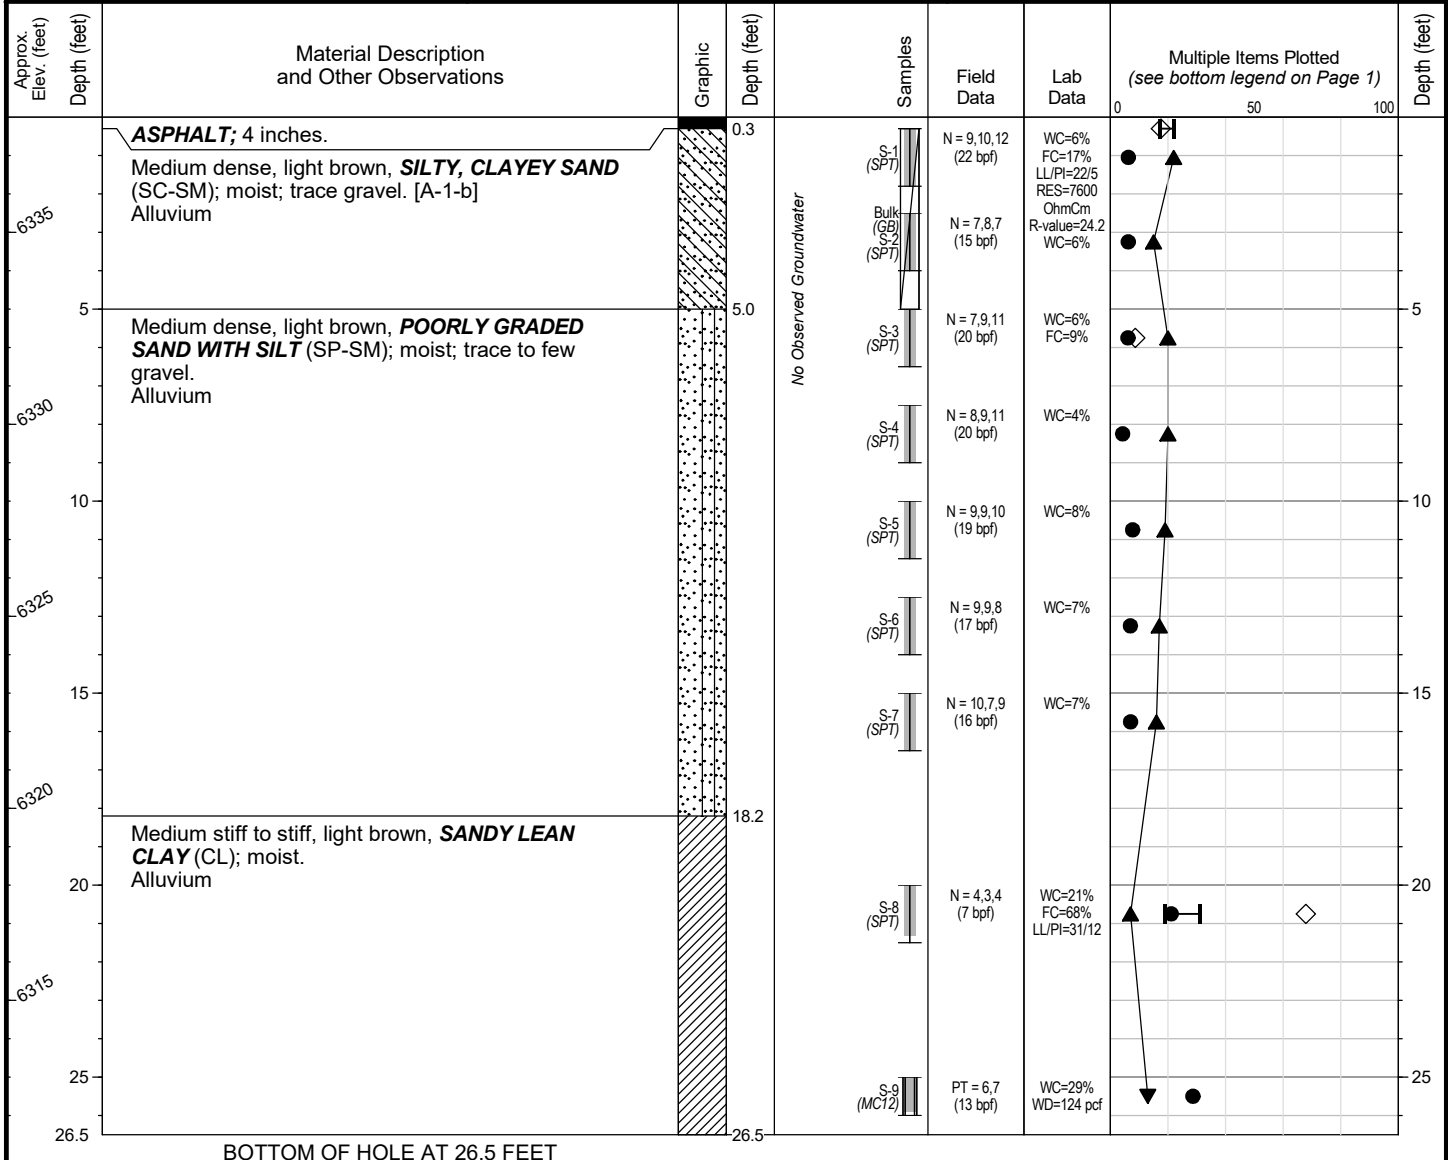 Approx.
Elev. (feet)
Depth (feet)
Material Description
and Other Observations
Graphic
Depth (feet)
Samples
Field
Data
Lab
Data
Multiple Items Plotted
(see bottom legend on Page 1)
0 50 100
Depth (feet)
ASPHALT; 4 inches.
0.3
Medium dense, light brown, SILTY, CLAYEY SAND
(SC-SM); moist; trace gravel. [A-1-b]
Alluvium
6335
No Observed Groundwater
S-1
(SPT)
N = 9,10,12
(22 bpf)
WC=6%
FC=17%
LL/PI=22/5
RES=7600
OhmCm
R-value=24.2
Bulk
(GB)
S-2
(SPT)
N = 7,8,7
(15 bpf)
WC=6%
5
5.0
5
Medium dense, light brown, POORLY GRADED
SAND WITH SILT (SP-SM); moist; trace to few
gravel.
Alluvium
S-3
(SPT)
N = 7,9,11
(20 bpf)
WC=6%
FC=9%
6330
S-4
(SPT)
N = 8,9,11
(20 bpf)
WC=4%
10
10
S-5
(SPT)
N = 9,9,10
(19 bpf)
WC=8%
6325
S-6
(SPT)
N = 9,9,8
(17 bpf)
WC=7%
15
15
S-7
(SPT)
N = 10,7,9
(16 bpf)
WC=7%
6320
18.2
Medium stiff to stiff, light brown, SANDY LEAN
CLAY (CL); moist.
Alluvium
20
20
S-8
(SPT)
N = 4,3,4
(7 bpf)
WC=21%
FC=68%
LL/PI=31/12
6315
25
25
S-9
(MC12)
PT = 6,7
(13 bpf)
WC=29%
WD=124 pcf
26.5
26.5
BOTTOM OF HOLE AT 26.5 FEET